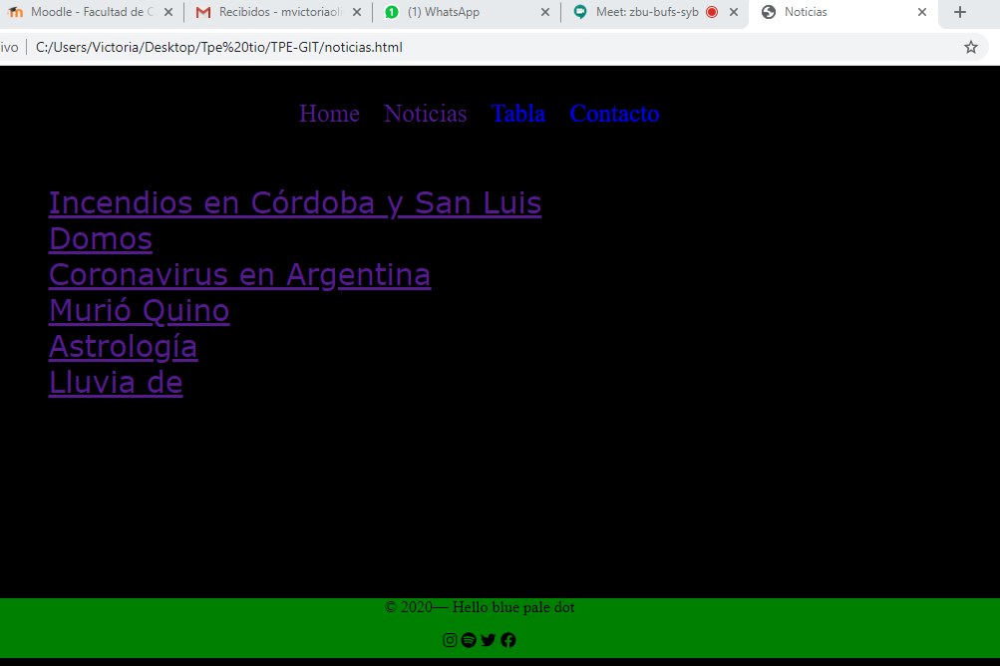 Moodle - Facultad de C
Recibidos - mvictoriaoli
(1) WhatsApp
Meet: zbu-bufs-syb
Noticias
ivo
C:/Users/Victoria/Desktop/Tpe%20tio/TPE-GIT/noticias.html
Home Noticias Tabla Contacto
Incendios en Córdoba y San Luis
Domos
Coronavirus en Argentina
Murió Quino
Astrología
Lluvia de
© 2020— Hello blue pale dot